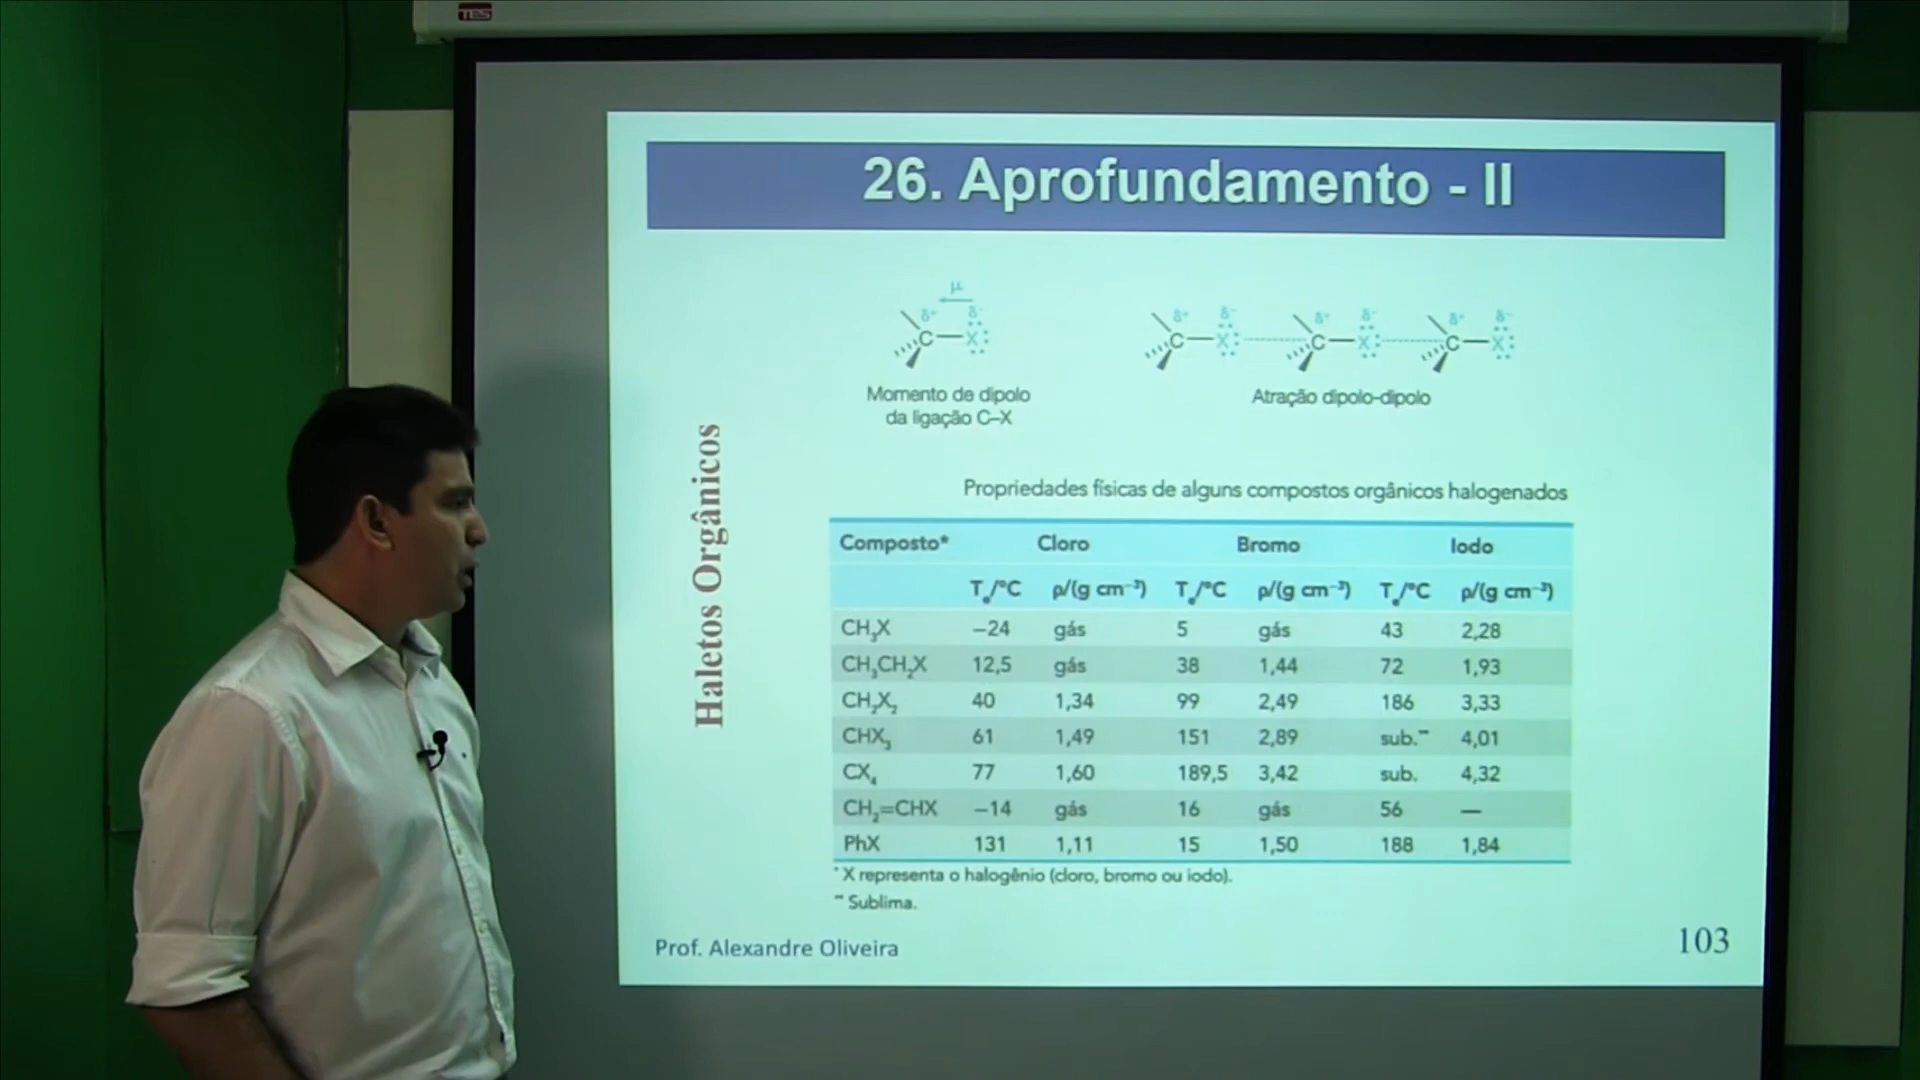 TES
26. Aprofundamento - II
μ
δ+ δ-
C—X
δ+ δ- δ+ δ- δ+ δ-
C—X C—X C—X
Momento de dipolo
da ligação C–X
Atração dipolo-dipolo
Haletos Orgânicos
Propriedades físicas de alguns compostos orgânicos halogenados
Composto* Cloro Bromo Iodo
Tₑ/°C ρ/(g cm⁻³) Tₑ/°C ρ/(g cm⁻³) Tₑ/°C ρ/(g cm⁻³)
CH₃X −24 gás 5 gás 43 2,28
CH₃CH₂X 12,5 gás 38 1,44 72 1,93
CH₂X₂ 40 1,34 99 2,49 186 3,33
CHX₃ 61 1,49 151 2,89 sub.** 4,01
CX₄ 77 1,60 189,5 3,42 sub. 4,32
CH₂=CHX −14 gás 16 gás 56 —
PhX 131 1,11 15 1,50 188 1,84
* X representa o halogênio (cloro, bromo ou iodo).
** Sublima.
Prof. Alexandre Oliveira
103